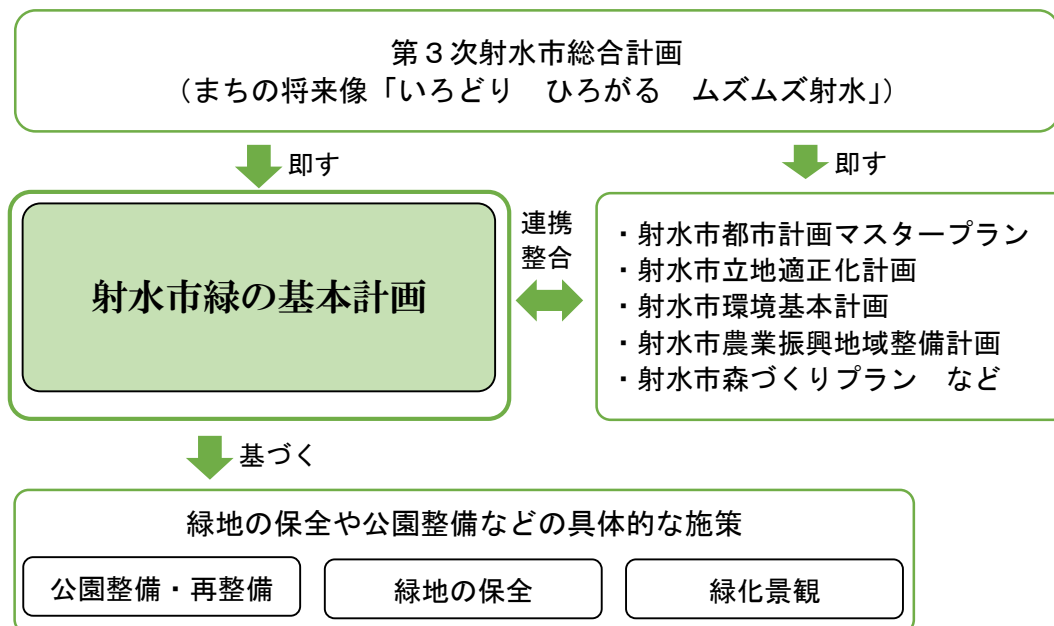 第３次射水市総合計画
（まちの将来像「いろどり　ひろがる　ムズムズ射水」）
即す
即す
射水市緑の基本計画
連携
整合
・射水市都市計画マスタープラン
・射水市立地適正化計画
・射水市環境基本計画
・射水市農業振興地域整備計画
・射水市森づくりプラン　など
基づく
緑地の保全や公園整備などの具体的な施策
公園整備・再整備
緑地の保全
緑化景観